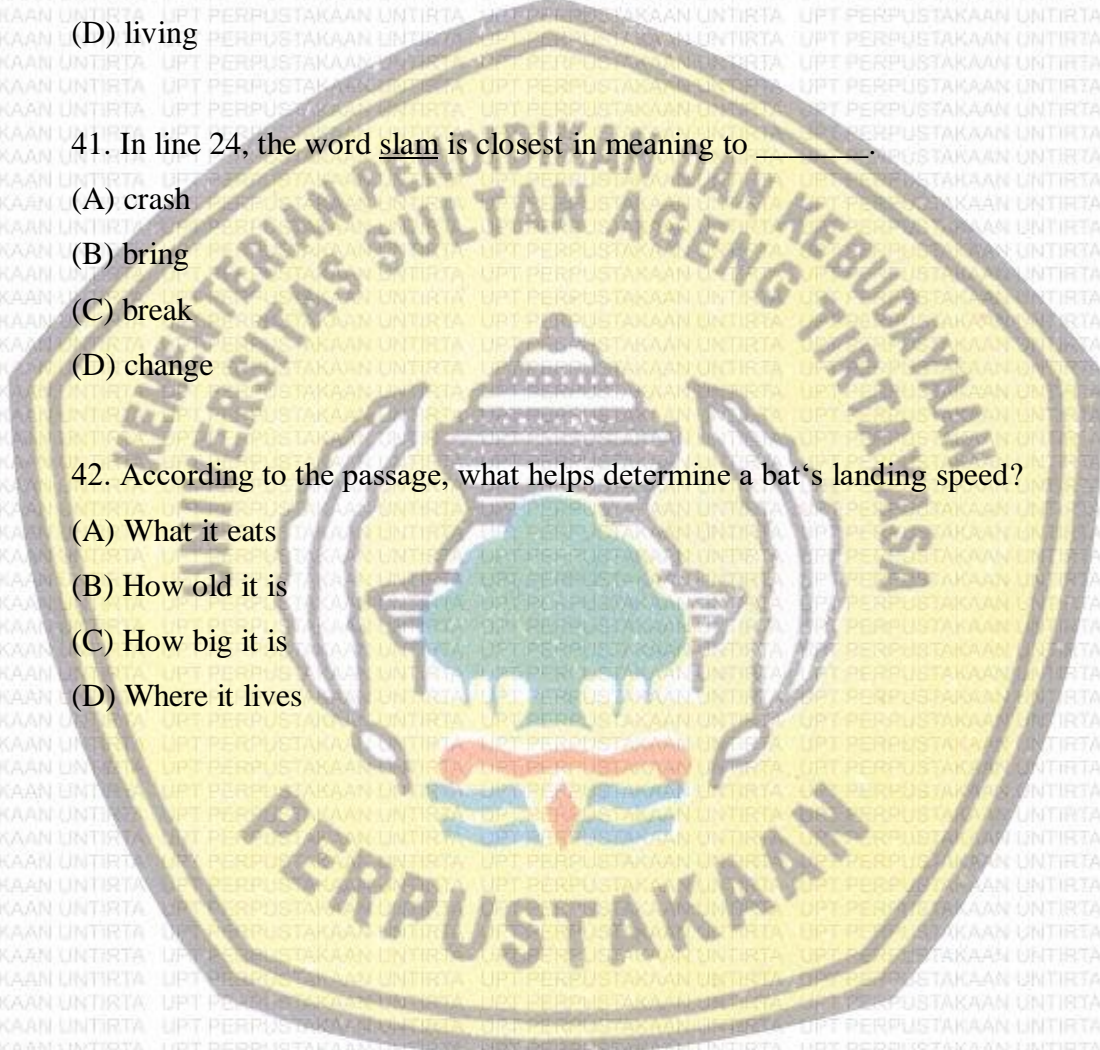 (D) living
41. In line 24, the word slam is closest in meaning to ________.
(A) crash
(B) bring
(C) break
(D) change
42. According to the passage, what helps determine a bat‘s landing speed?
(A) What it eats
(B) How old it is
(C) How big it is
(D) Where it lives
KEMENTERIAN PENDIDIKAN DAN KEBUDAYAAN
UNIVERSITAS SULTAN AGENG TIRTAYASA
PERPUSTAKAAN